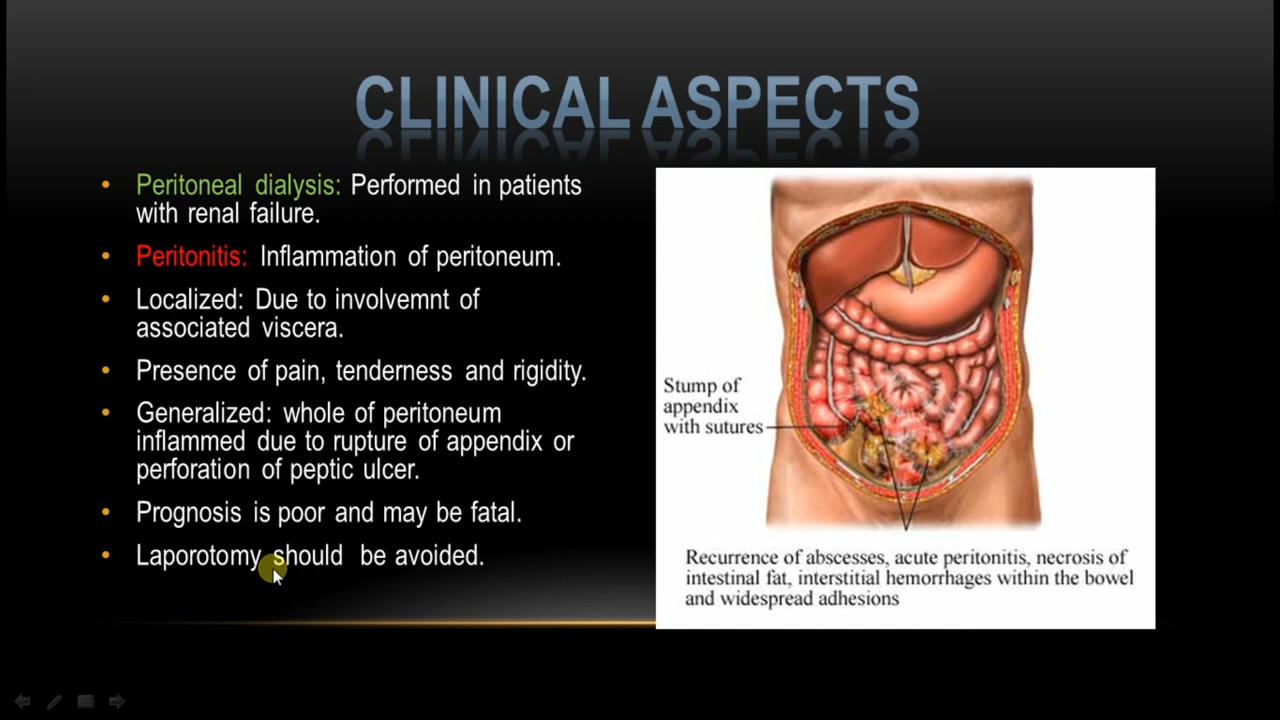 CLINICAL ASPECTS
• Peritoneal dialysis: Performed in patients
with renal failure.
• Peritonitis: Inflammation of peritoneum.
• Localized: Due to involvemnt of
associated viscera.
• Presence of pain, tenderness and rigidity.
• Generalized: whole of peritoneum
inflammed due to rupture of appendix or
perforation of peptic ulcer.
• Prognosis is poor and may be fatal.
• Laporotomy should be avoided.
Stump of
appendix
with sutures
Recurrence of abscesses, acute peritonitis, necrosis of
intestinal fat, interstitial hemorrhages within the bowel
and widespread adhesions